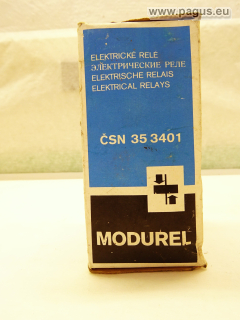 © www.pagus.eu
ELEKTRICKÉ RELÉ
ЭЛЕКТРИЧЕСКИЕ РЕЛЕ
ELEKTRISCHE RELAIS
ELECTRICAL RELAYS
ČSN 35 3401
MODUREL